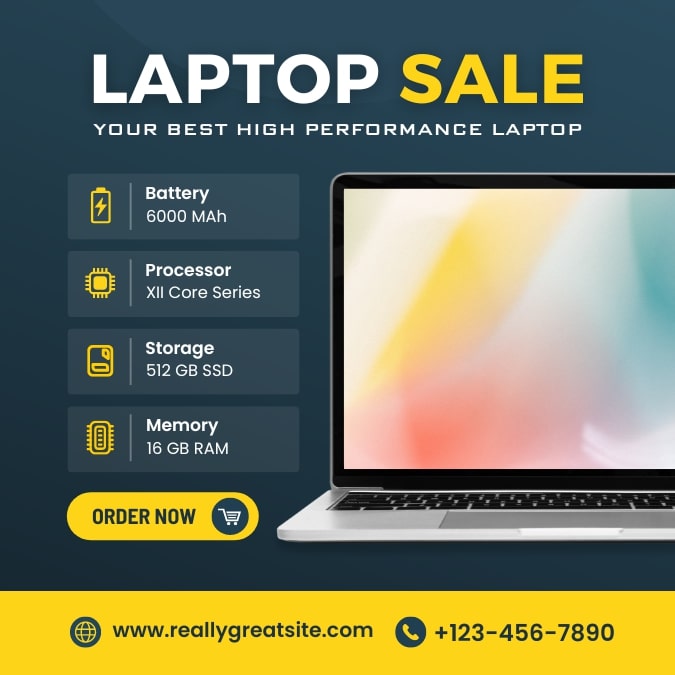 LAPTOP SALE
YOUR BEST HIGH PERFORMANCE LAPTOP
Battery
6000 MAh
Processor
XII Core Series
Storage
512 GB SSD
Memory
16 GB RAM
ORDER NOW
www.reallygreatsite.com
+123-456-7890